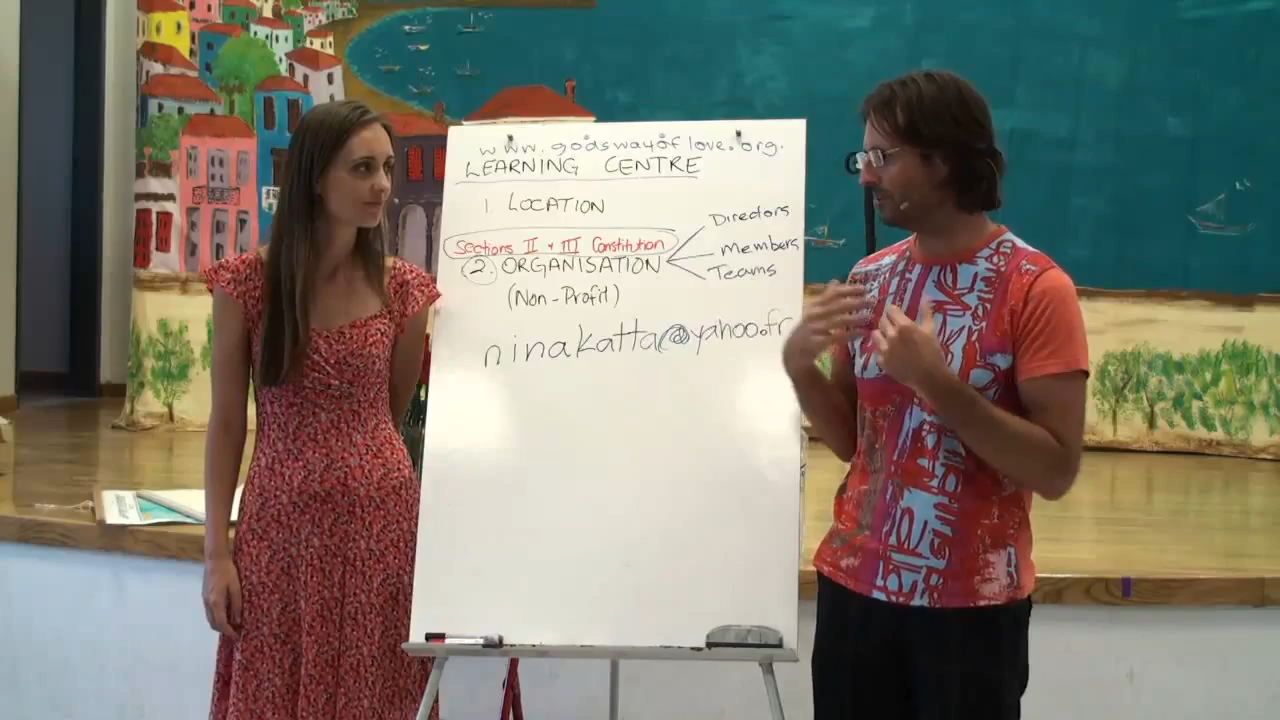 www.godswayoflove.org.
LEARNING CENTRE
1. LOCATION
Sections II + III Constitution
2. ORGANISATION
Directors
Members
Teams
(Non-Profit)
ninakatta@yahoo.fr